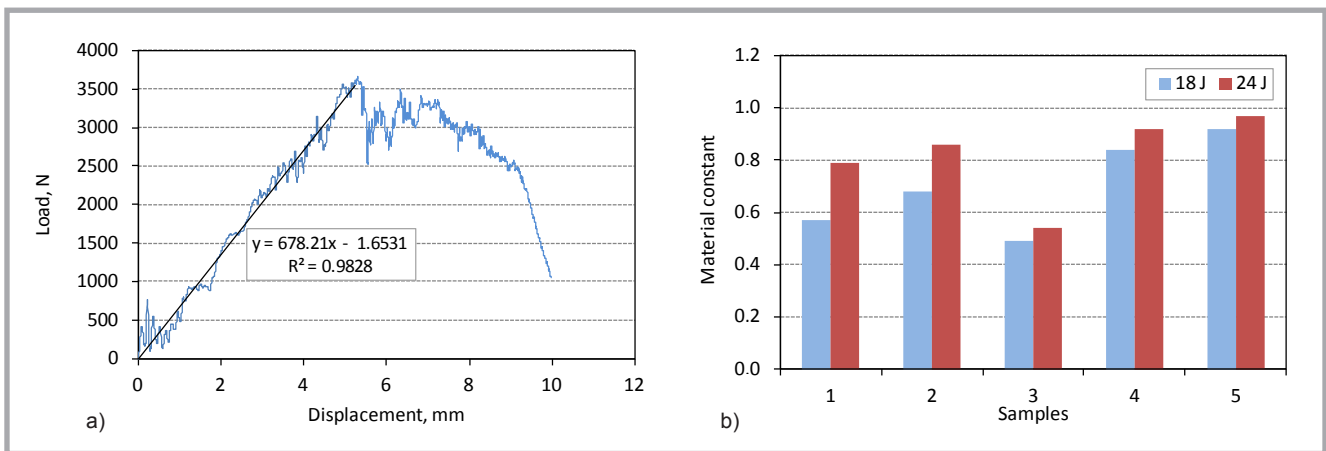 4000
3500
3000
2500
2000
1500
1000
500
0
Load, N
y = 678.21x - 1.6531
R² = 0.9828
0 2 4 6 8 10 12
Displacement, mm
a)
1.2
1.0
0.8
0.6
0.4
0.2
0.0
Material constant
18 J 24 J
1 2 3 4 5
Samples
b)